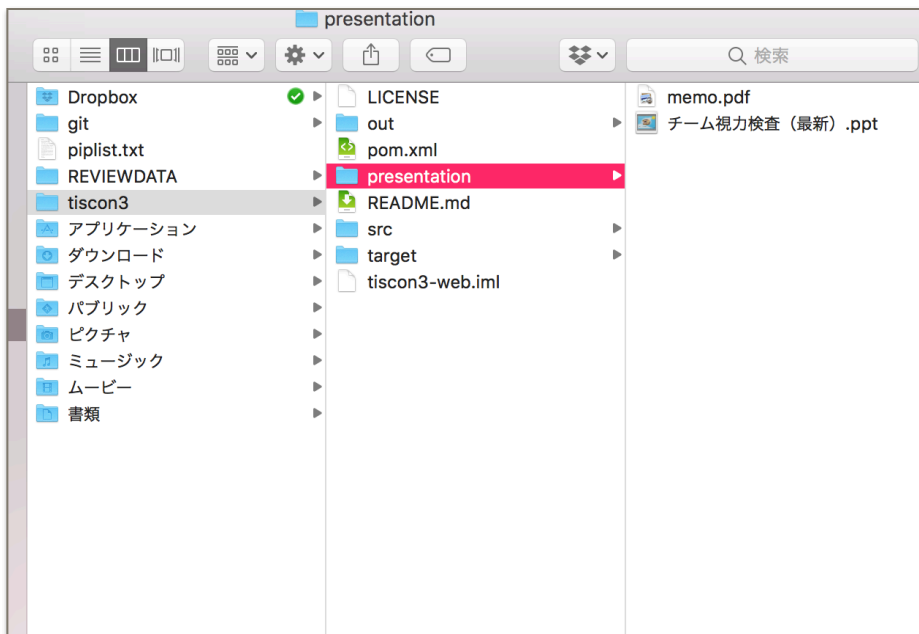 presentation
検索
Dropbox
git
piplist.txt
REVIEWDATA
tiscon3
アプリケーション
ダウンロード
デスクトップ
パブリック
ピクチャ
ミュージック
ムービー
書類
LICENSE
out
pom.xml
presentation
README.md
src
target
tiscon3-web.iml
memo.pdf
チーム視力検査（最新）.ppt